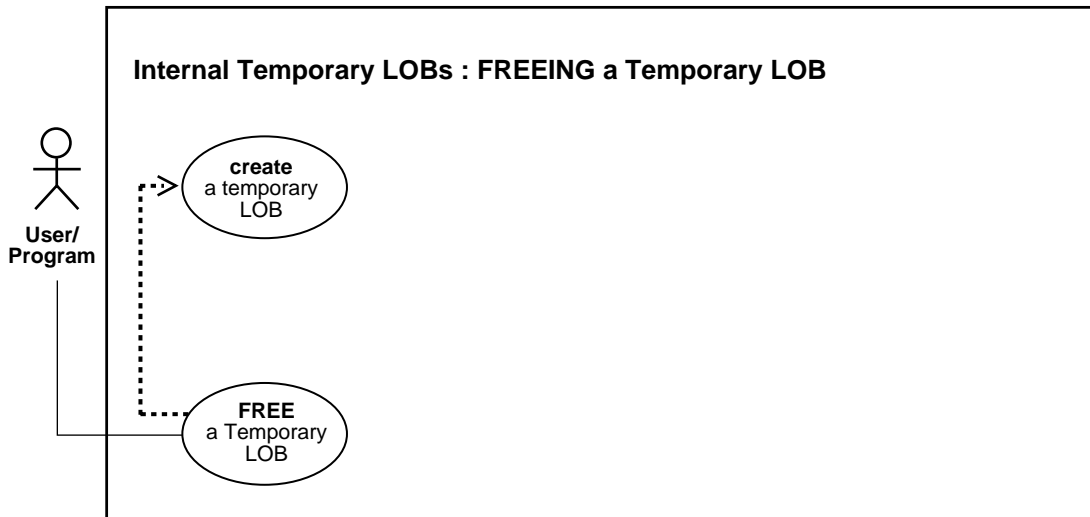 Internal Temporary LOBs : FREEING a Temporary LOB
create
a temporary
LOB
User/
Program
FREE
a Temporary
LOB